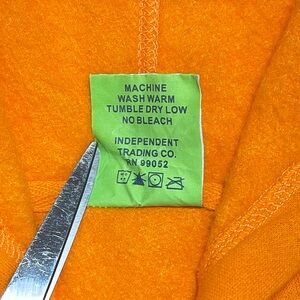 MACHINE
WASH WARM
TUMBLE DRY LOW
NO BLEACH
INDEPENDENT
TRADING CO.
RN 99052